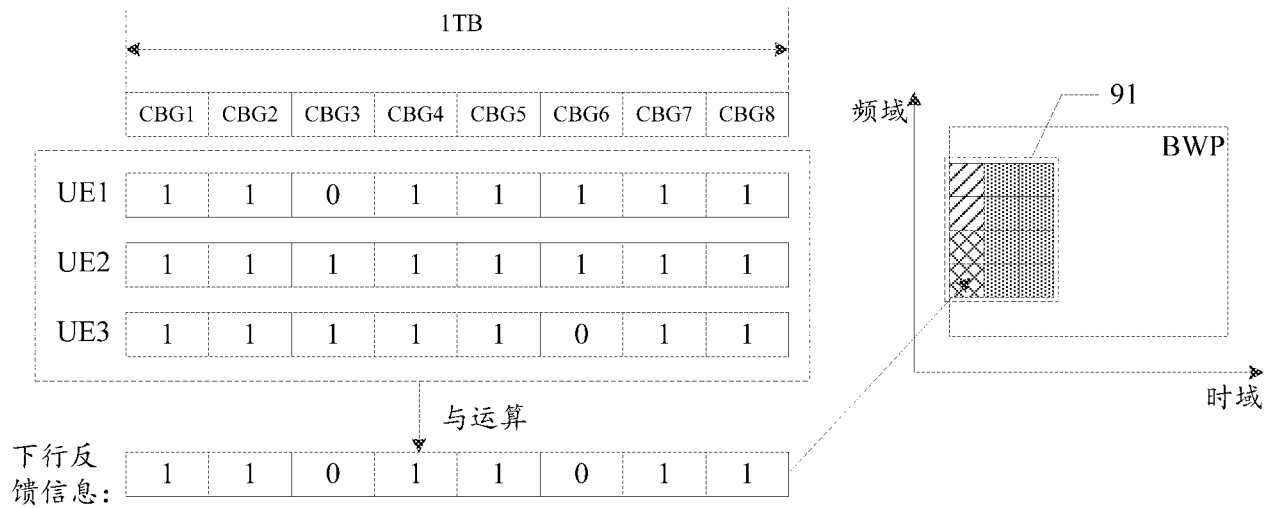 1TB
CBG1 CBG2 CBG3 CBG4 CBG5 CBG6 CBG7 CBG8
UE1 1 1 0 1 1 1 1 1
UE2 1 1 1 1 1 1 1 1
UE3 1 1 1 1 1 0 1 1
与运算
下行反
馈信息: 1 1 0 1 1 0 1 1
91
频域
BWP
时域